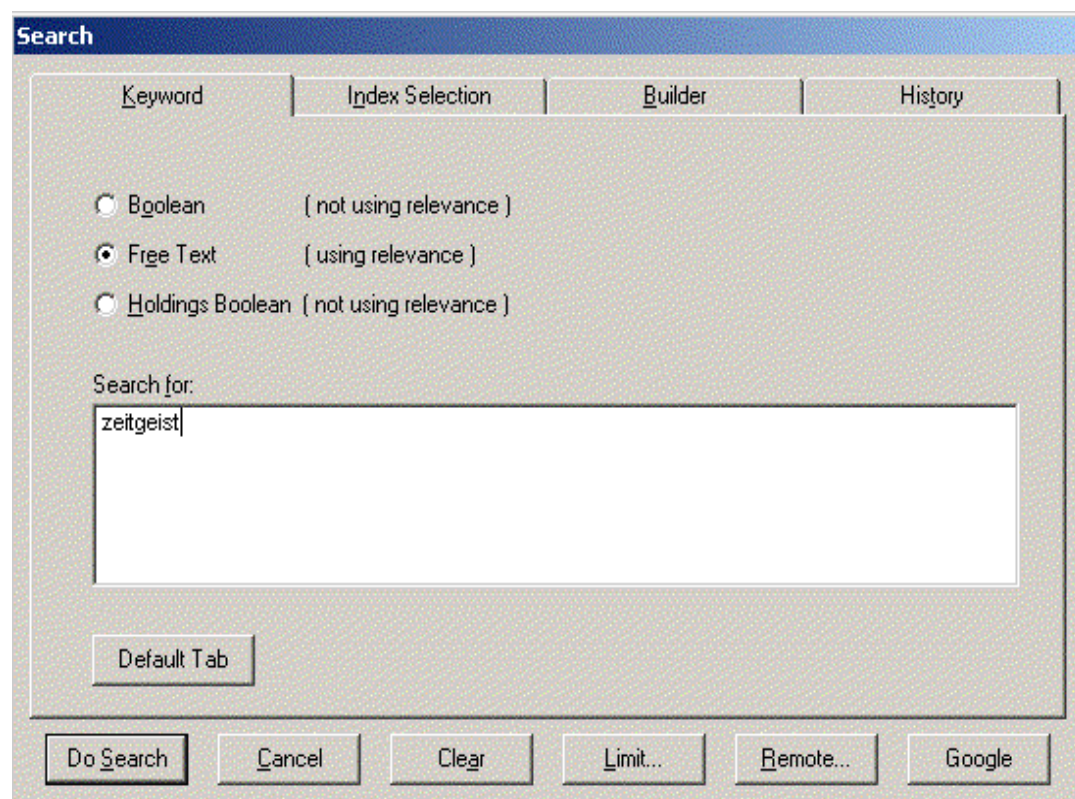 Search
Keyword Index Selection Builder History
Boolean ( not using relevance )
Free Text ( using relevance )
Holdings Boolean ( not using relevance )
Search for:
zeitgeist
Default Tab
Do Search Cancel Clear Limit... Remote... Google